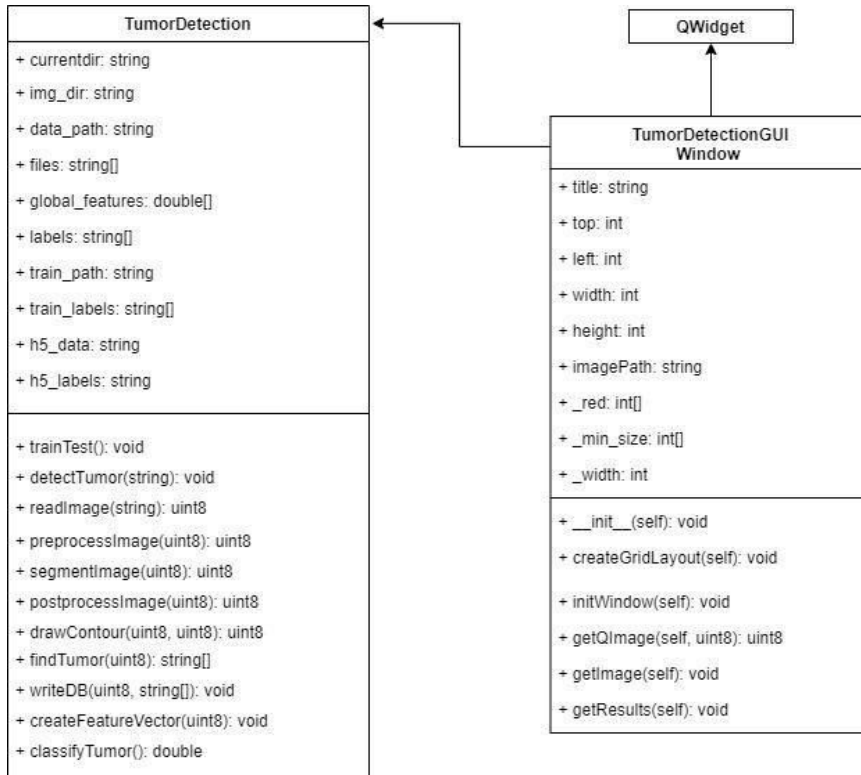 TumorDetection
+ currentdir: string
+ img_dir: string
+ data_path: string
+ files: string[]
+ global_features: double[]
+ labels: string[]
+ train_path: string
+ train_labels: string[]
+ h5_data: string
+ h5_labels: string
+ trainTest(): void
+ detectTumor(string): void
+ readImage(string): uint8
+ preprocessImage(uint8): uint8
+ segmentImage(uint8): uint8
+ postprocessImage(uint8): uint8
+ drawContour(uint8, uint8): uint8
+ findTumor(uint8): string[]
+ writeDB(uint8, string[]): void
+ createFeatureVector(uint8): void
+ classifyTumor(): double
QWidget
TumorDetectionGUI
Window
+ title: string
+ top: int
+ left: int
+ width: int
+ height: int
+ imagePath: string
+ _red: int[]
+ _min_size: int[]
+ _width: int
+ __init__(self): void
+ createGridLayout(self): void
+ initWindow(self): void
+ getQImage(self, uint8): uint8
+ getImage(self): void
+ getResults(self): void